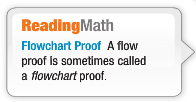 ReadingMath
Flowchart Proof A flow
proof is sometimes called
a flowchart proof.